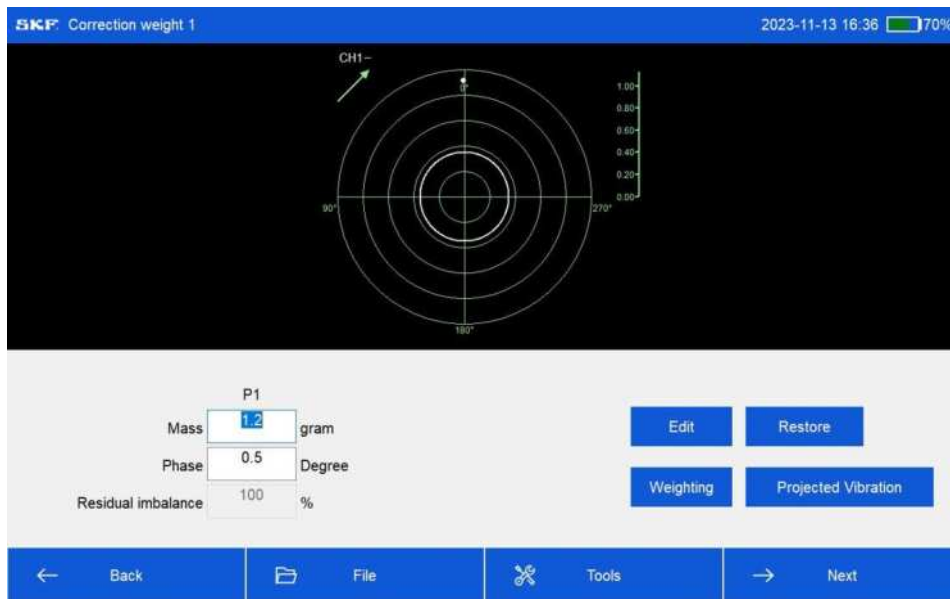 SKF. Correction weight 1
2023-11-13 16:36 70%
CH1-
0°
1.00
0.80
0.60
0.40
0.20
0.00
90°
270°
180°
P1
Mass 1.2 gram
Phase 0.5 Degree
Residual imbalance 100 %
Edit Restore
Weighting Projected Vibration
Back File Tools Next